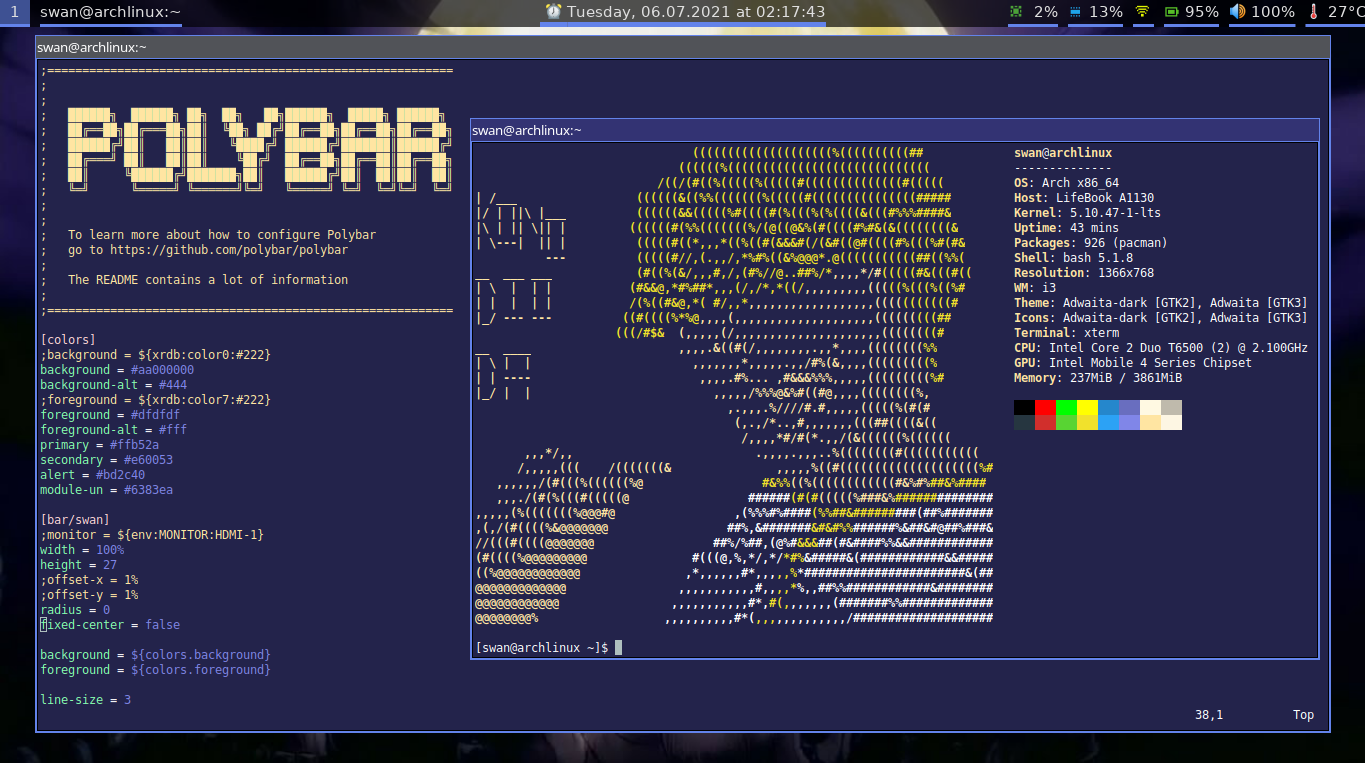 1 swan@archlinux:~ Tuesday, 06.07.2021 at 02:17:43 2% 13% 95% 100% 27°C
swan@archlinux:~
POLYBAR
; To learn more about how to configure Polybar
; go to https://github.com/polybar/polybar
;
; The README contains a lot of information
;
[colors]
;background = ${xrdb:color0:#222}
background = #aa000000
background-alt = #444
;foreground = ${xrdb:color7:#222}
foreground = #dfdfdf
foreground-alt = #fff
primary = #ffb52a
secondary = #e60053
alert = #bd2c40
module-un = #6383ea
[bar/swan]
;monitor = ${env:MONITOR:HDMI-1}
width = 100%
height = 27
;offset-x = 1%
;offset-y = 1%
radius = 0
fixed-center = false
background = ${colors.background}
foreground = ${colors.foreground}
line-size = 3
38,1 Top
swan@archlinux:~
swan@archlinux
--------------
OS: Arch x86_64
Host: LifeBook A1130
Kernel: 5.10.47-1-lts
Uptime: 43 mins
Packages: 926 (pacman)
Shell: bash 5.1.8
Resolution: 1366x768
WM: i3
Theme: Adwaita-dark [GTK2], Adwaita [GTK3]
Icons: Adwaita-dark [GTK2], Adwaita [GTK3]
Terminal: xterm
CPU: Intel Core 2 Duo T6500 (2) @ 2.100GHz
GPU: Intel Mobile 4 Series Chipset
Memory: 237MiB / 3861MiB
[swan@archlinux ~]$